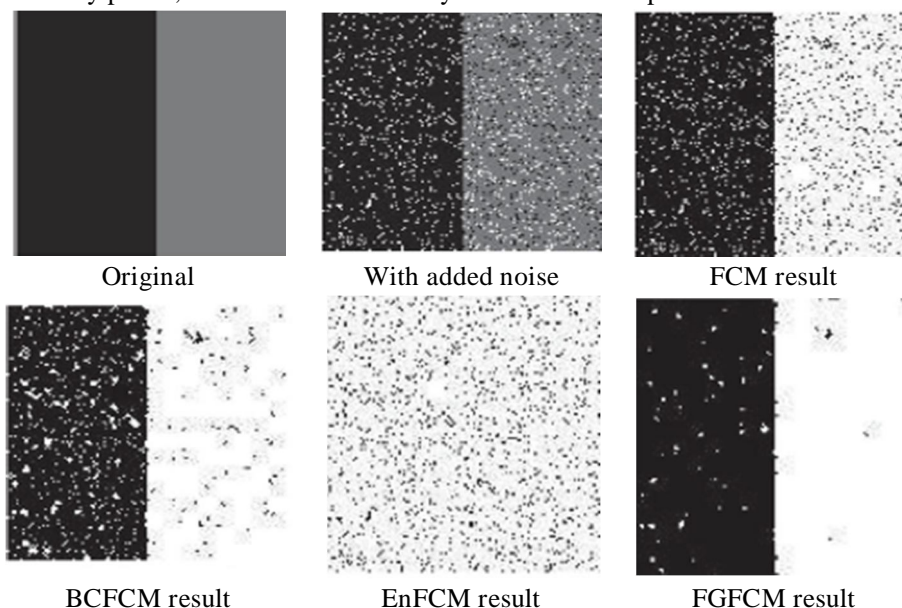 Original
With added noise
FCM result
BCFCM result
EnFCM result
FGFCM result